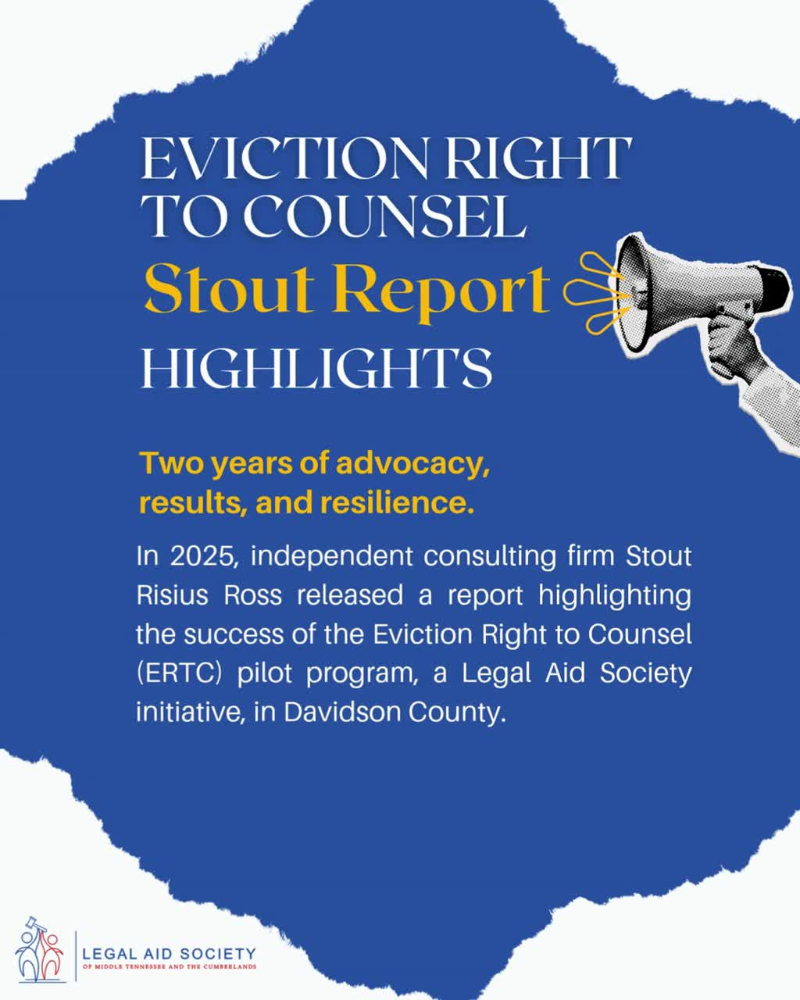 EVICTION RIGHT
TO COUNSEL
Stout Report
HIGHLIGHTS
Two years of advocacy,
results, and resilience.
In 2025, independent consulting firm Stout
Risius Ross released a report highlighting
the success of the Eviction Right to Counsel
(ERTC) pilot program, a Legal Aid Society
initiative, in Davidson County.
LEGAL AID SOCIETY
OF MIDDLE TENNESSEE AND THE CUMBERLANDS